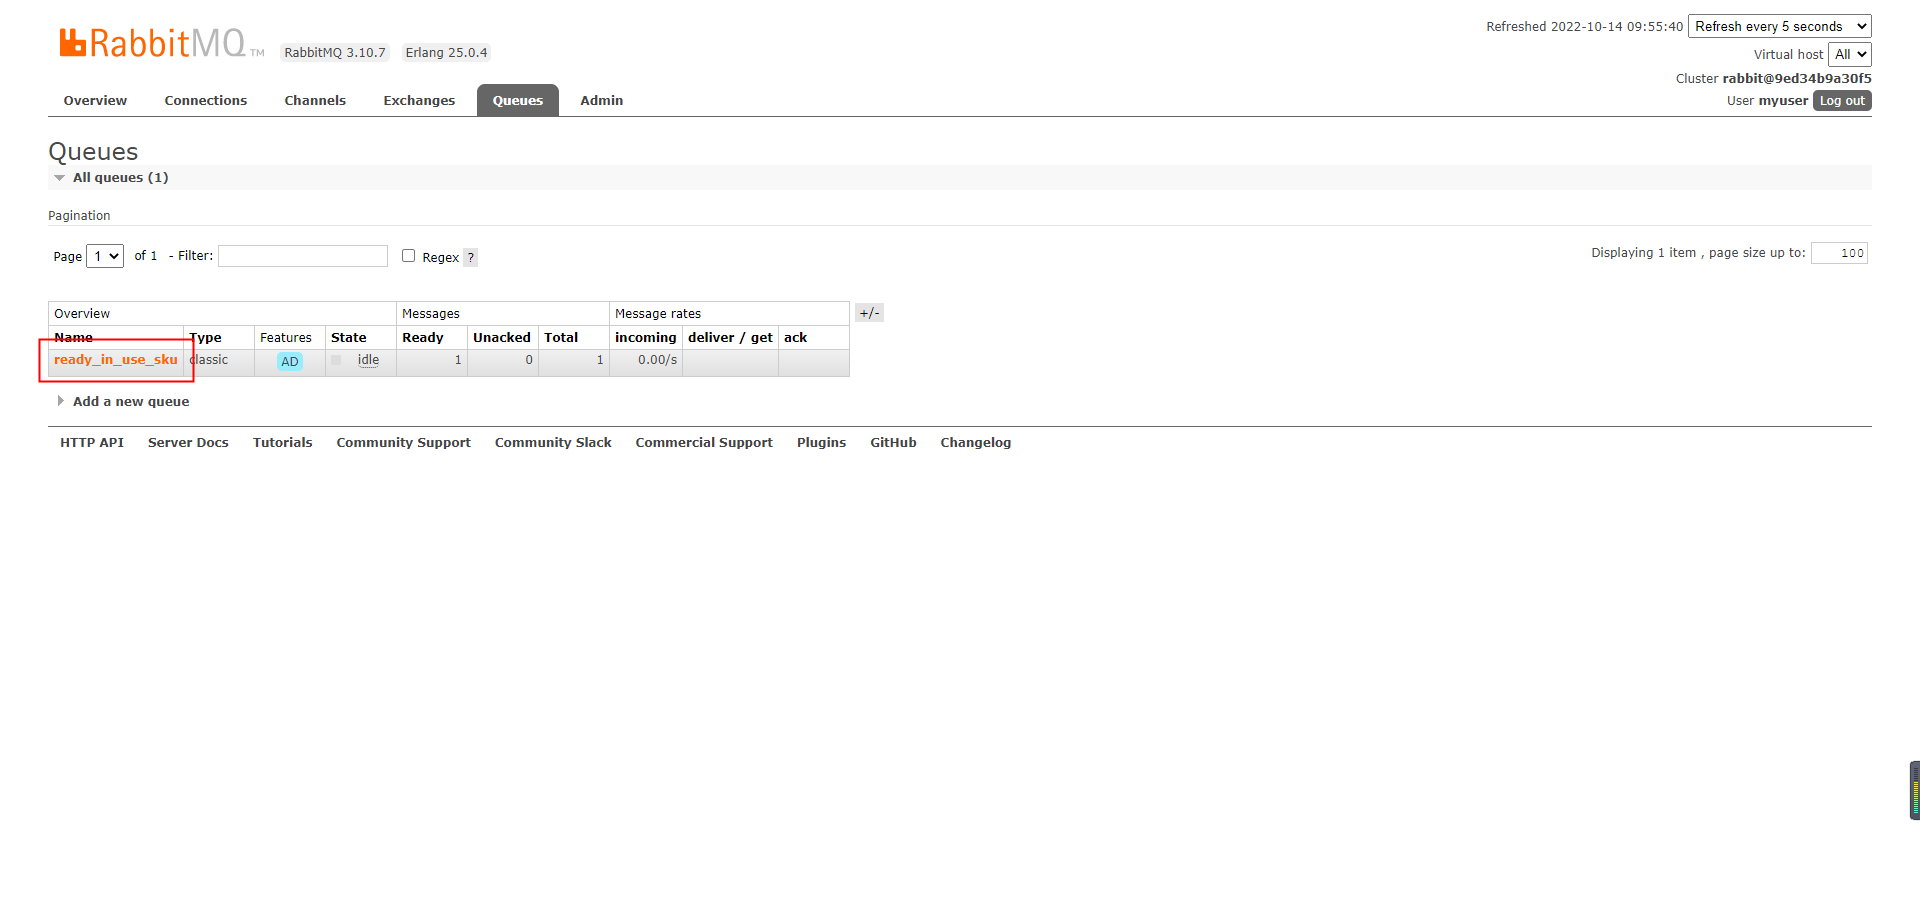 RabbitMQ TM RabbitMQ 3.10.7 Erlang 25.0.4
Refreshed 2022-10-14 09:55:40 Refresh every 5 seconds
Virtual host All
Cluster rabbit@9ed34b9a30f5
User myuser Log out
Overview Connections Channels Exchanges Queues Admin
Queues
All queues (1)
Pagination
Page 1 of 1 - Filter: Regex ? Displaying 1 item , page size up to: 100
Overview Messages Message rates +/-
Name Type Features State Ready Unacked Total incoming deliver / get ack
ready_in_use_sku classic AD idle 1 0 1 0.00/s
Add a new queue
HTTP API Server Docs Tutorials Community Support Community Slack Commercial Support Plugins GitHub Changelog